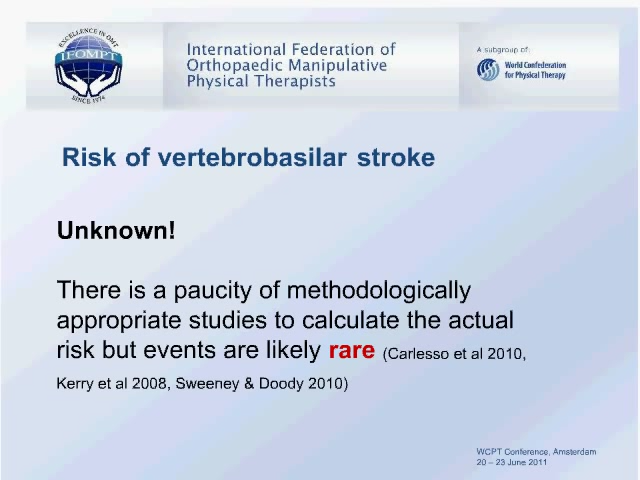 EXCELLENCE IN OMT
IFOMPT
SINCE 1974
International Federation of
Orthopaedic Manipulative
Physical Therapists
A subgroup of:
World Confederation
for Physical Therapy
Risk of vertebrobasilar stroke
Unknown!
There is a paucity of methodologically
appropriate studies to calculate the actual
risk but events are likely rare (Carlesso et al 2010,
Kerry et al 2008, Sweeney & Doody 2010)
WCPT Conference, Amsterdam
20 – 23 June 2011